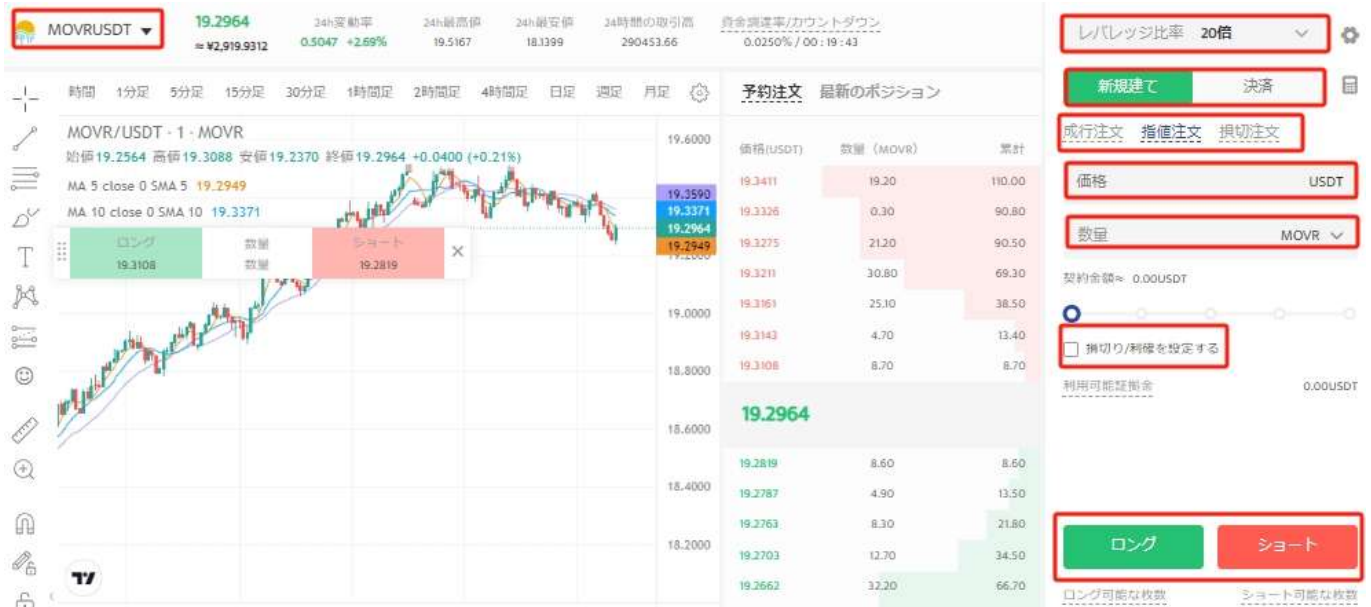 MOVRUSDT
19.2964
≈ ¥2,919.9312
24h変動率
0.5047 +2.69%
24h最高値
19.5167
24h最安値
18.1399
24時間の取引高
290453.66
資金調達率/カウントダウン
0.0250% / 00 : 19 : 43
時間 1分足 5分足 15分足 30分足 1時間足 2時間足 4時間足 日足 週足 月足
MOVR/USDT · 1 · MOVR
始値19.2564 高値19.3088 安値19.2370 終値19.2964 +0.0400 (+0.21%)
MA 5 close 0 SMA 5 19.2949
MA 10 close 0 SMA 10 19.3371
ロング
19.3108
数量
数量
ショート
19.2819
19.6000
19.3590
19.3371
19.2964
19.2949
19.0000
18.8000
18.6000
18.4000
18.2000
予約注文 最新のポジション
価格(USDT) 数量 (MOVR) 累計
19.3411 19.20 110.00
19.3326 0.30 90.80
19.3275 21.20 90.50
19.3211 30.80 69.30
19.3161 25.10 38.50
19.3143 4.70 13.40
19.3108 8.70 8.70
19.2964
19.2819 8.60 8.60
19.2787 4.90 13.50
19.2763 8.30 21.80
19.2703 12.70 34.50
19.2662 32.20 66.70
レバレッジ比率 20倍
新規建て 決済
成行注文 指値注文 損切注文
価格 USDT
数量 MOVR
契約金額≈ 0.00USDT
損切り/利確を設定する
利用可能証拠金 0.00USDT
ロング ショート
ロング可能な枚数 ショート可能な枚数